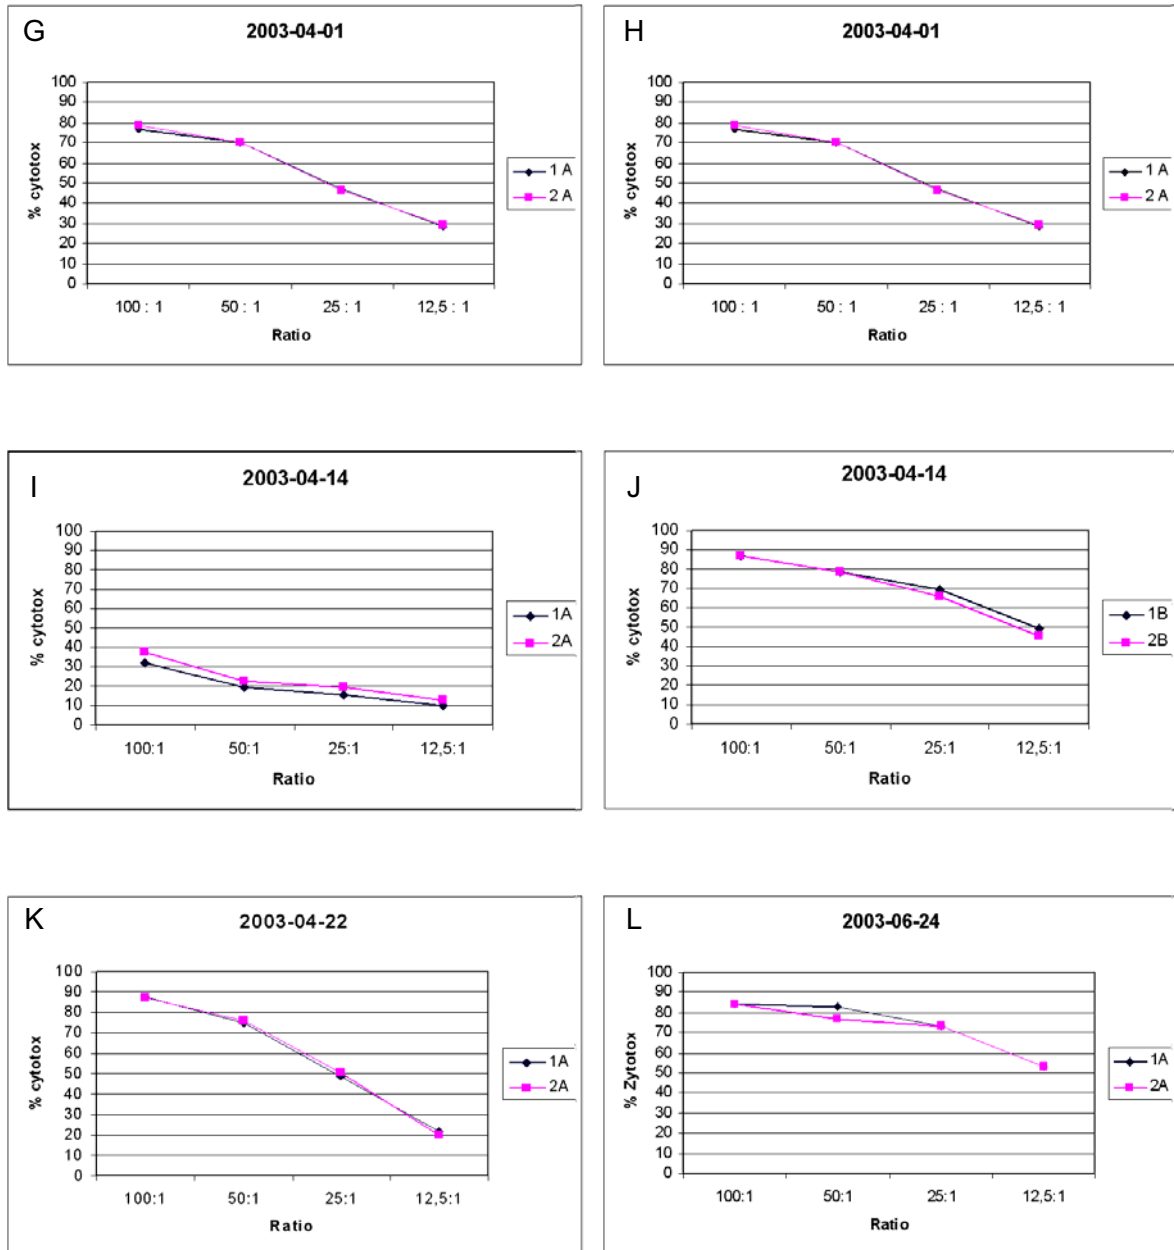 G
2003-04-01
100
90
80
70
60
50
40
30
20
10
0
% cytotox
100 : 1
50 : 1
25 : 1
12,5 : 1
Ratio
1 A
2 A
H
2003-04-01
100
90
80
70
60
50
40
30
20
10
0
% cytotox
100 : 1
50 : 1
25 : 1
12,5 : 1
Ratio
1 A
2 A
I
2003-04-14
100
90
80
70
60
50
40
30
20
10
0
% cytotox
100:1
50:1
25:1
12,5:1
Ratio
1A
2A
J
2003-04-14
100
90
80
70
60
50
40
30
20
10
0
% cytotox
100:1
50:1
25:1
12,5:1
Ratio
1B
2B
K
2003-04-22
100
90
80
70
60
50
40
30
20
10
0
% cytotox
100:1
50:1
25:1
12,5:1
Ratio
1A
2A
L
2003-06-24
100
90
80
70
60
50
40
30
20
10
0
% Zytotox
100:1
50:1
25:1
12,5:1
Ratio
1A
2A